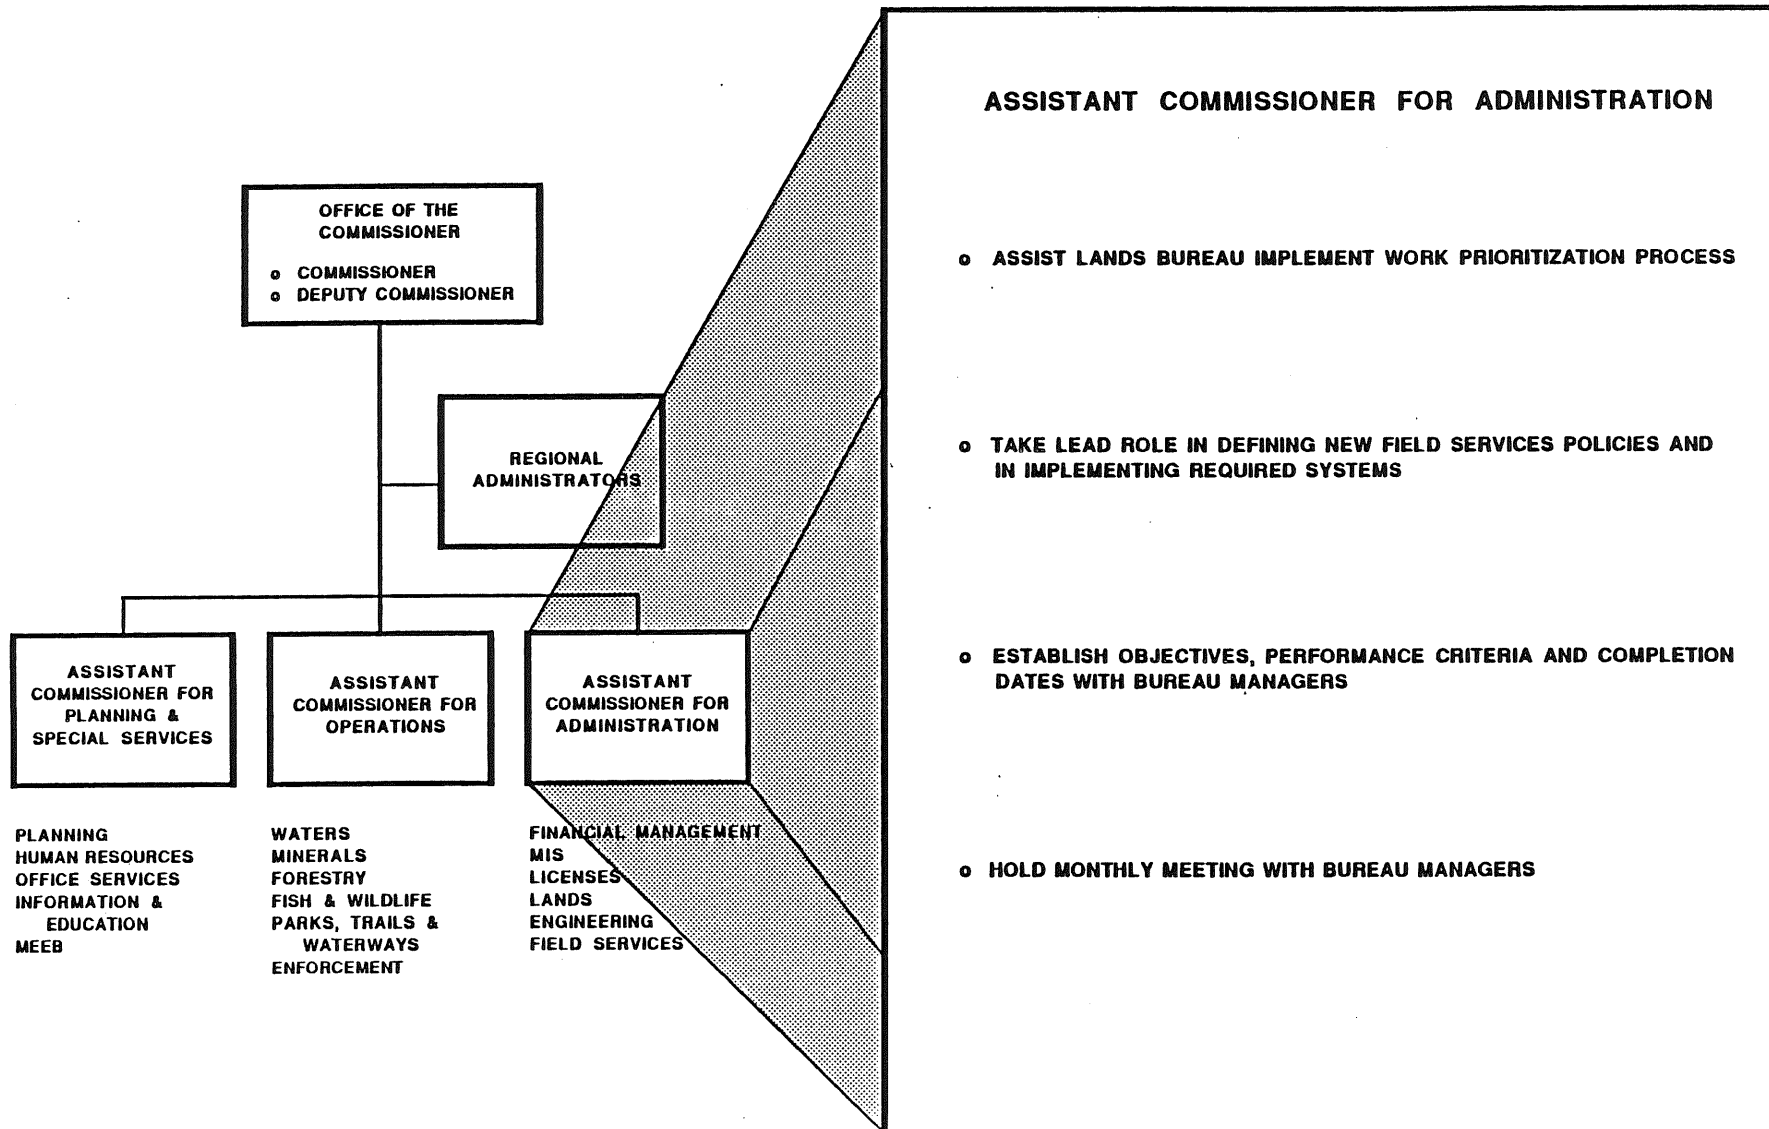 ASSISTANT COMMISSIONER FOR ADMINISTRATION
OFFICE OF THE
COMMISSIONER
o COMMISSIONER
o DEPUTY COMMISSIONER
REGIONAL
ADMINISTRATORS
ASSISTANT
COMMISSIONER FOR
PLANNING &
SPECIAL SERVICES
ASSISTANT
COMMISSIONER FOR
OPERATIONS
ASSISTANT
COMMISSIONER FOR
ADMINISTRATION
PLANNING
HUMAN RESOURCES
OFFICE SERVICES
INFORMATION &
EDUCATION
MEEB
WATERS
MINERALS
FORESTRY
FISH & WILDLIFE
PARKS, TRAILS &
WATERWAYS
ENFORCEMENT
FINANCIAL MANAGEMENT
MIS
LICENSES
LANDS
ENGINEERING
FIELD SERVICES
o ASSIST LANDS BUREAU IMPLEMENT WORK PRIORITIZATION PROCESS
o TAKE LEAD ROLE IN DEFINING NEW FIELD SERVICES POLICIES AND
IN IMPLEMENTING REQUIRED SYSTEMS
o ESTABLISH OBJECTIVES, PERFORMANCE CRITERIA AND COMPLETION
DATES WITH BUREAU MANAGERS
o HOLD MONTHLY MEETING WITH BUREAU MANAGERS